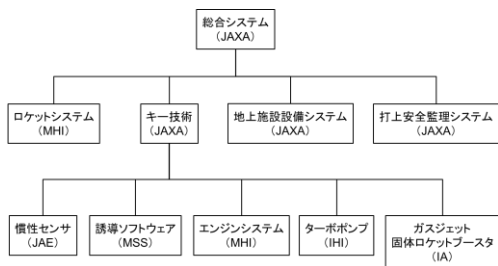 総合システム
(JAXA)
ロケットシステム
(MHI)
キー技術
(JAXA)
地上施設設備システム
(JAXA)
打上安全監理システム
(JAXA)
慣性センサ
(JAE)
誘導ソフトウェア
(MSS)
エンジンシステム
(MHI)
ターボポンプ
(IHI)
ガスジェット
固体ロケットブースタ
(IA)